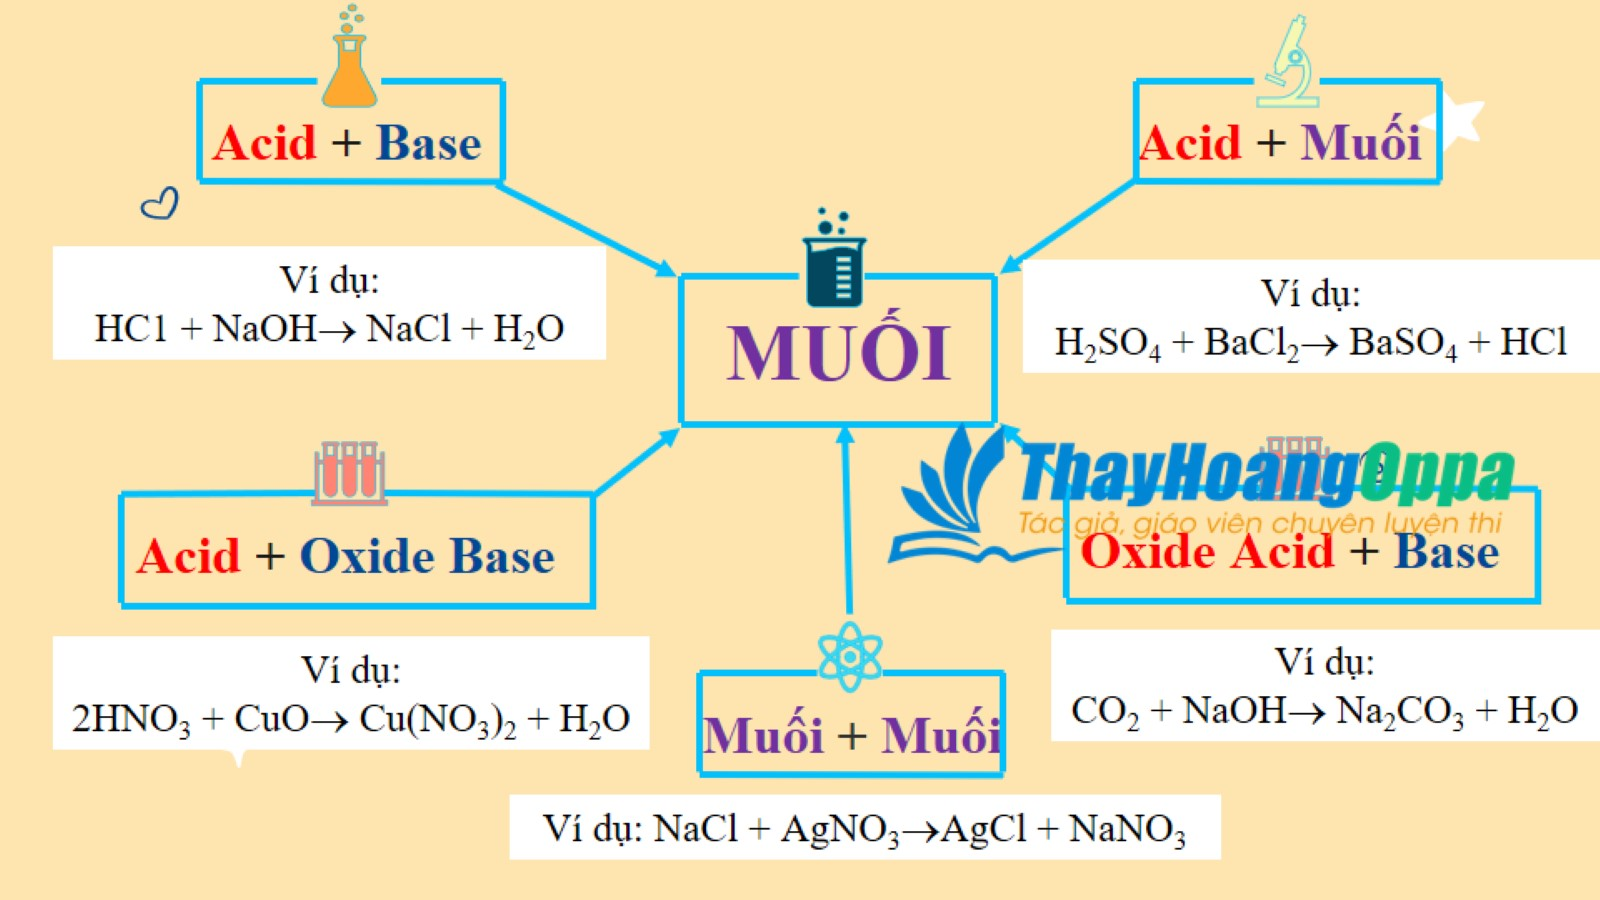 Acid + Base
Acid + Muối
Ví dụ:
HC1 + NaOH→ NaCl + H₂O
MUỐI
Ví dụ:
H₂SO₄ + BaCl₂→ BaSO₄ + HCl
ThayHoangOppa
Tác giả, giáo viên chuyên luyện thi
Acid + Oxide Base
Oxide Acid + Base
Ví dụ:
2HNO₃ + CuO→ Cu(NO₃)₂ + H₂O
Muối + Muối
Ví dụ:
CO₂ + NaOH→ Na₂CO₃ + H₂O
Ví dụ: NaCl + AgNO₃→AgCl + NaNO₃